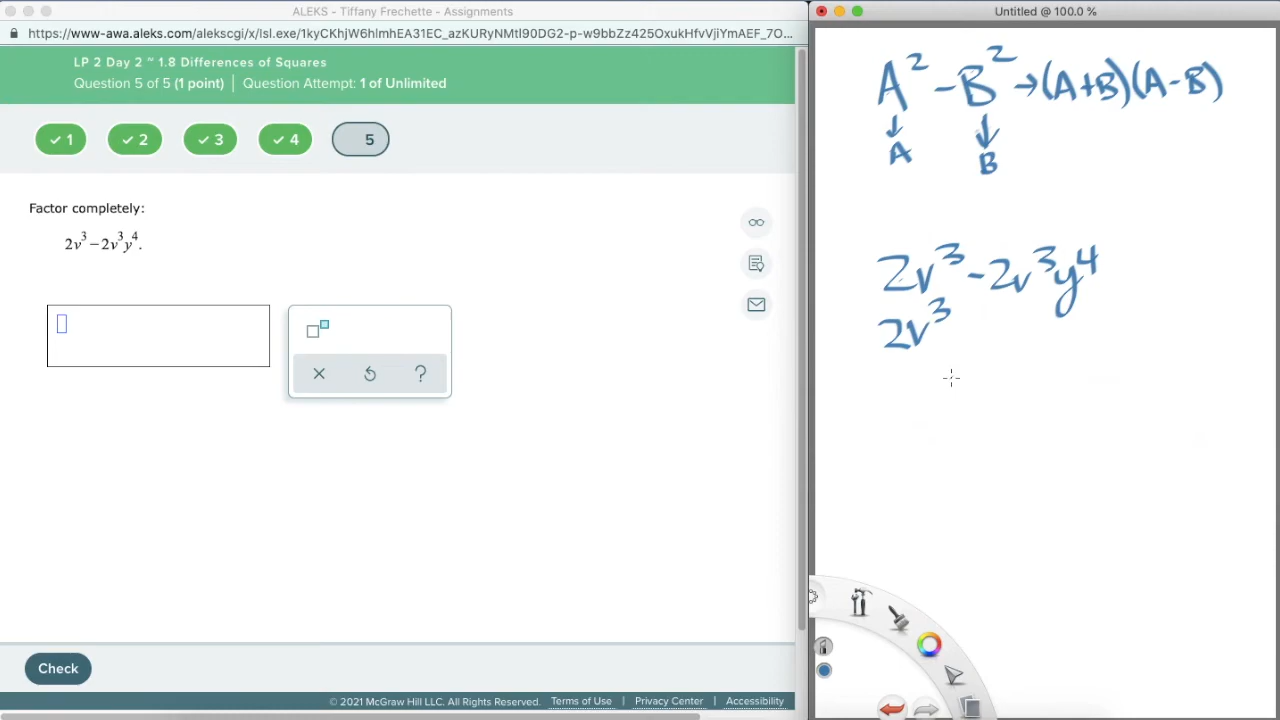 ALEKS - Tiffany Frechette - Assignments
https://www-awa.aleks.com/alekscgi/x/lsl.exe/1kyCKhjW6hlmhEA31EC_azKURyNMtl90DG2-p-w9bbZz425OxukHfvVjiYmAEF_7O...
LP 2 Day 2 ~ 1.8 Differences of Squares
Question 5 of 5 (1 point) | Question Attempt: 1 of Unlimited
✓ 1 ✓ 2 ✓ 3 ✓ 4 5
Factor completely:
2v³ − 2v³y⁴.
× ?
Check
© 2021 McGraw Hill LLC. All Rights Reserved. Terms of Use | Privacy Center | Accessibility
Untitled @ 100.0 %
A² − B² → (A+B)(A−B)
↓ ↓
A B
2v³ − 2v³y⁴
2v³